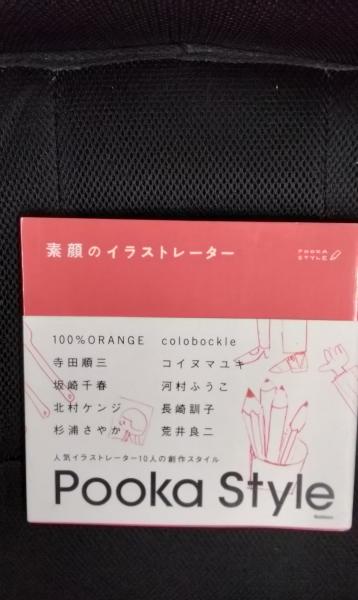 素顔のイラストレーター
POOKA
STYLE
100%ORANGE colobockle
寺田順三 コイヌマユキ
坂崎千春 河村ふうこ
北村ケンジ 長崎訓子
杉浦さやか 荒井良二
人気イラストレーター10人の創作スタイル
Pooka Style